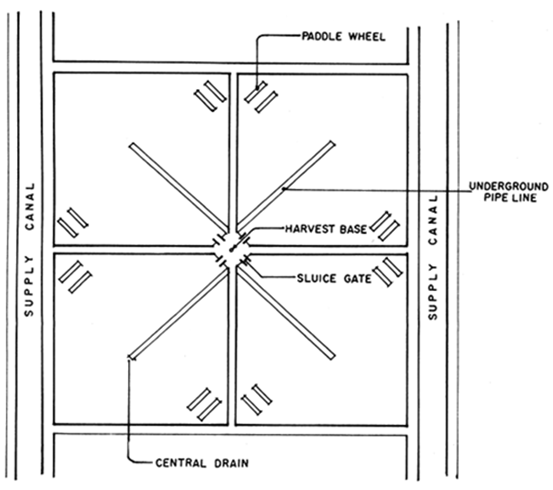 PADDLE WHEEL
UNDERGROUND
PIPE LINE
SUPPLY CANAL
SUPPLY CANAL
HARVEST BASE
SLUICE GATE
CENTRAL DRAIN